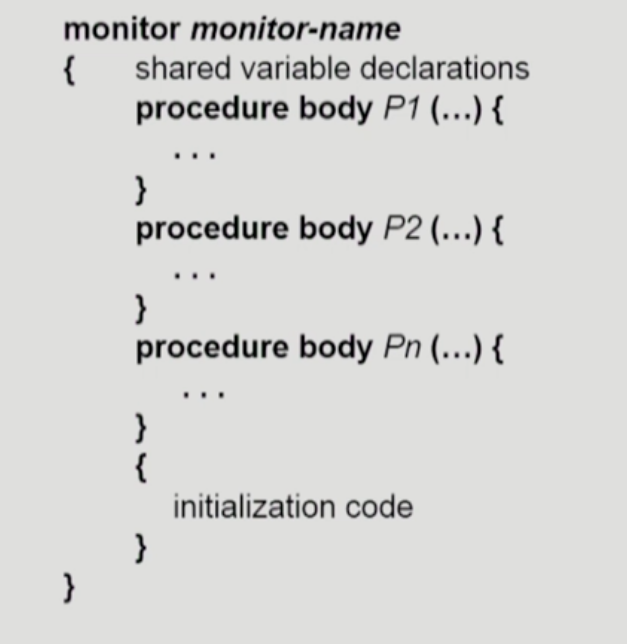 monitor monitor-name
{ shared variable declarations
procedure body P1 (...) {
. . .
}
procedure body P2 (...) {
. . .
}
procedure body Pn (...) {
. . .
}
{
initialization code
}
}